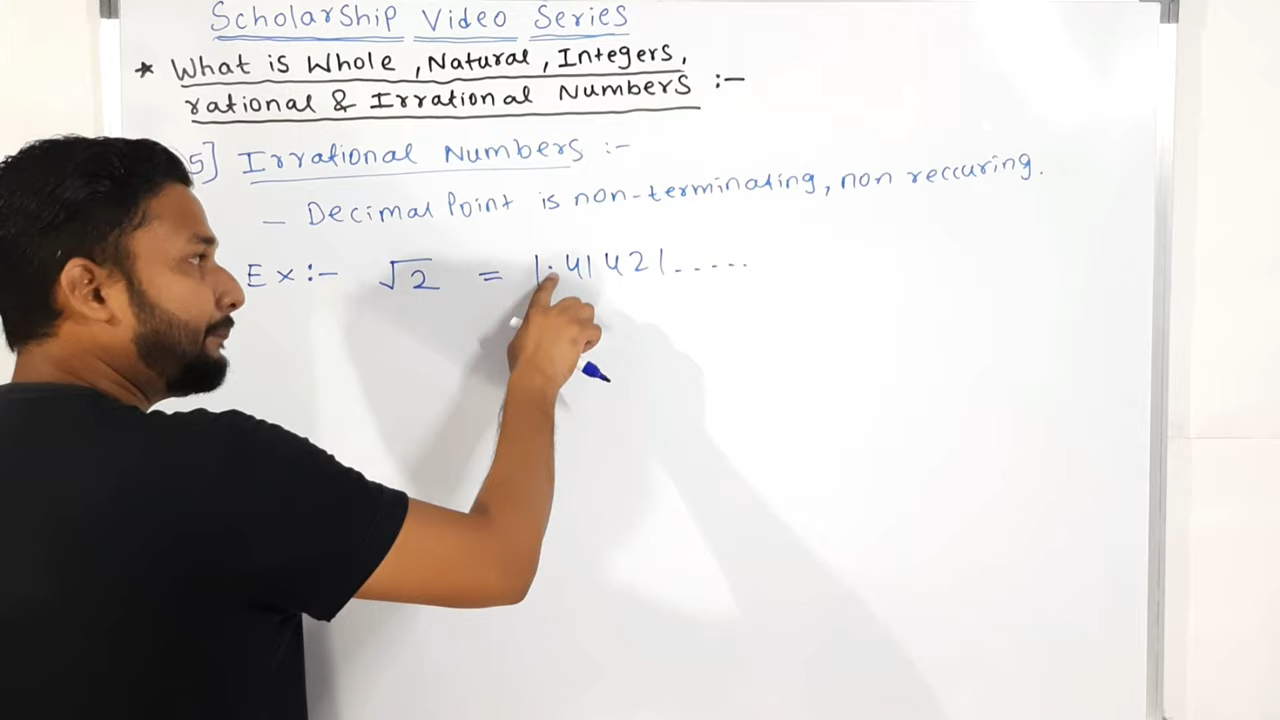 Scholarship Video Series
* What is Whole, Natural, Integers,
rational & Irrational Numbers :-
5] Irrational Numbers :-
- Decimal Point is non-terminating, non reccuring.
Ex:- √2 = 1.41421.....